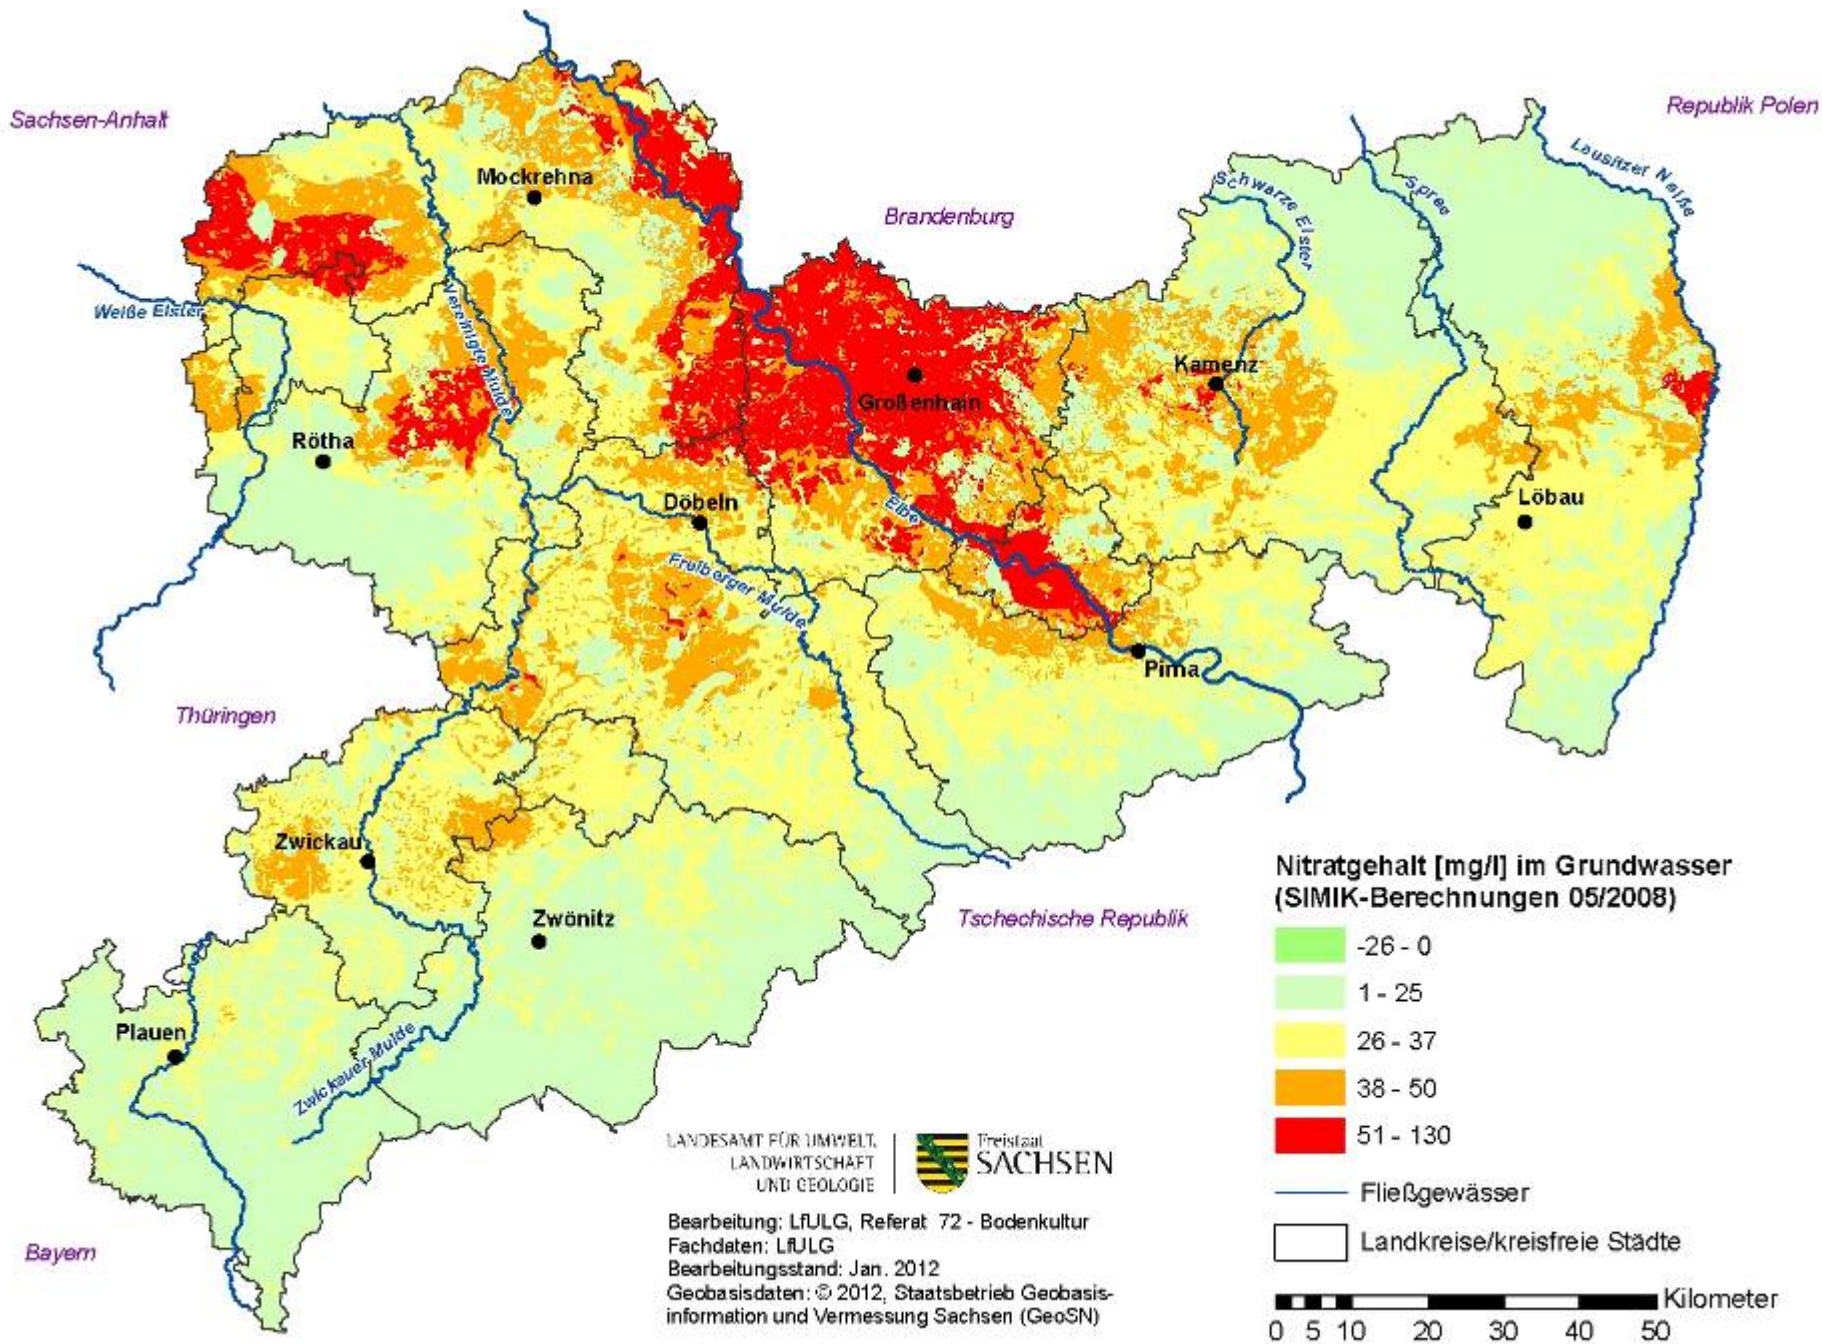 Sachsen-Anhalt
Republik Polen
Lausitzer Neiße
Mockrehna
Schwarze Elster
Spree
Brandenburg
Weiße Elster
Vereinigte Mulde
Kamenz
Großenhain
Rötha
Döbeln
Elbe
Löbau
Freiberger Mulde
Pirna
Thüringen
Zwickau
Zwönitz
Tschechische Republik
Plauen
Zwickauer Mulde
Bayern
Nitratgehalt [mg/l] im Grundwasser
(SIMIK-Berechnungen 05/2008)
-26 - 0
1 - 25
26 - 37
38 - 50
51 - 130
Fließgewässer
Landkreise/kreisfreie Städte
Kilometer
0 5 10 20 30 40 50
LANDESAMT FÜR UMWELT,
LANDWIRTSCHAFT
UND GEOLOGIE
Freistaat
SACHSEN
Bearbeitung: LfULG, Referat 72 - Bodenkultur
Fachdaten: LfULG
Bearbeitungsstand: Jan. 2012
Geobasisdaten: © 2012, Staatsbetrieb Geobasis-
information und Vermessung Sachsen (GeoSN)